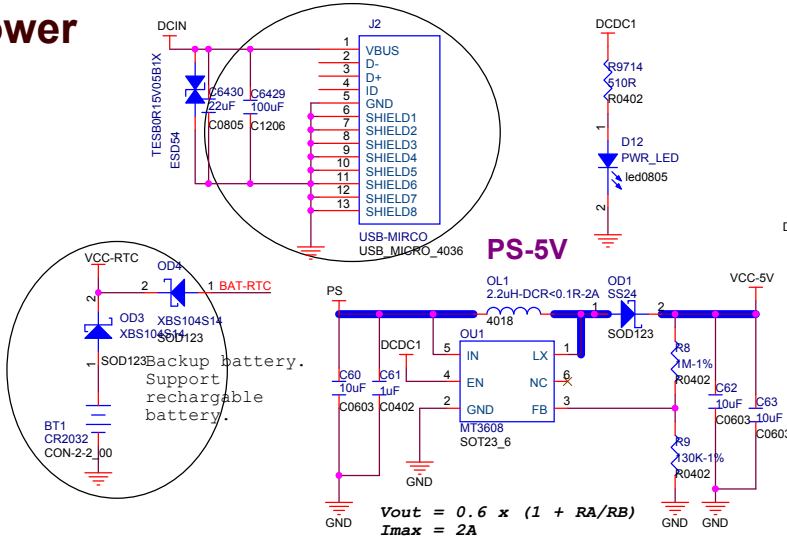 ower
DCIN
J2
1 VBUS
2 D-
3 D+
4 ID
5 GND
6 SHIELD1
7 SHIELD2
8 SHIELD3
9 SHIELD4
10 SHIELD5
11 SHIELD6
12 SHIELD7
13 SHIELD8
USB-MIRCO
USB_MICRO_4036
TESB0R15V05B1X
ESD54
C6430
22uF
C0805
C6429
100uF
C1206
DCDC1
R9714
510R
R0402
1
D12
PWR_LED
led0805
2
D
VCC-RTC
OD4
2
1 BAT-RTC
XBS104S14
SOD123
2
OD3
XBS104S14
SOD123
1
Backup battery.
Support
rechargable
battery.
BT1
CR2032
CON-2-2_00
PS-5V
PS
OL1
2.2uH-DCR<0.1R-2A
4018
OD1
SS24
1
2
SOD123
VCC-5V
DCDC1
OU1
5 IN
LX 1
4 EN
NC 6
2 GND
FB 3
MT3608
SOT23_6
C60
10uF
C0603
C61
1uF
C0402
R8
1M-1%
R0402
R9
130K-1%
R0402
C62
10uF
C0603
C63
10uF
C0603
GND
GND
GND
GND
Vout = 0.6 x (1 + RA/RB)
Imax = 2A